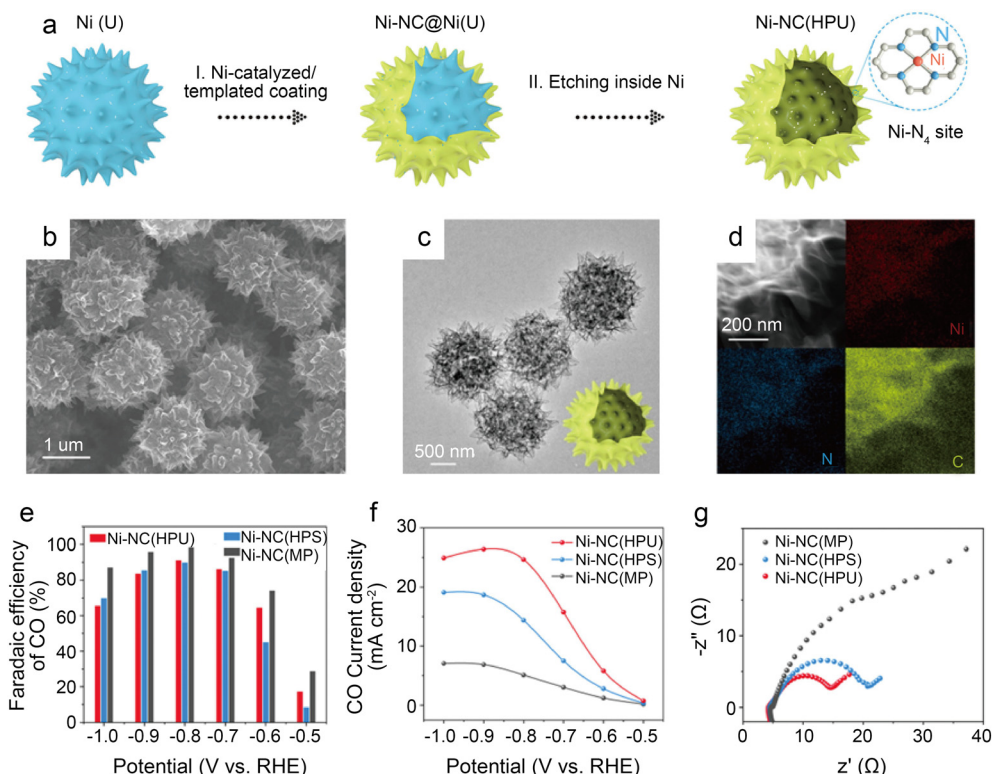 a
Ni (U)
Ni-NC@Ni(U)
Ni-NC(HPU)
I. Ni-catalyzed/
templated coating
II. Etching inside Ni
N
Ni
Ni-N4 site
b
1 um
c
500 nm
d
200 nm
Ni
N
C
e
Faradaic efficiency
of CO (%)
100
80
60
40
20
0
Ni-NC(HPU)
Ni-NC(HPS)
Ni-NC(MP)
-1.0 -0.9 -0.8 -0.7 -0.6 -0.5
Potential (V vs. RHE)
f
CO Current density
(mA cm-2)
30
20
10
0
Ni-NC(HPU)
Ni-NC(HPS)
Ni-NC(MP)
-1.0 -0.9 -0.8 -0.7 -0.6 -0.5
Potential (V vs. RHE)
g
-z" (Ω)
20
10
0
Ni-NC(MP)
Ni-NC(HPS)
Ni-NC(HPU)
0 10 20 30 40
z' (Ω)